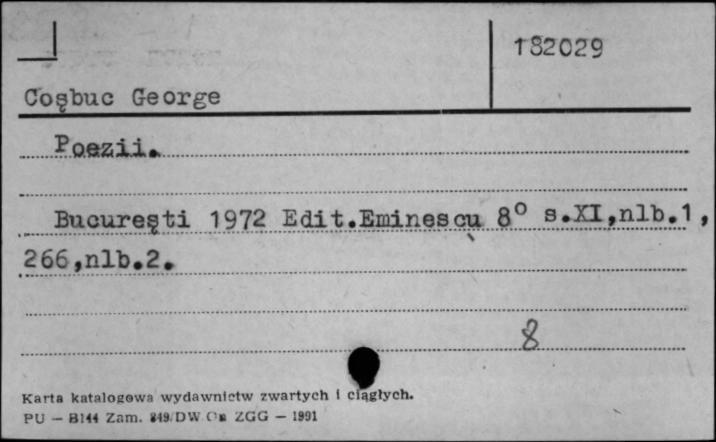 182029
Coşbuc George
Poezii.
Bucureşti 1972 Edit.Eminescu 8° s.XI,nlb.1,
266,nlb.2.
8
Karta katalogowa wydawnictw zwartych i ciągłych.
PU — B144 Zam. 849/DW ZGG — 1991